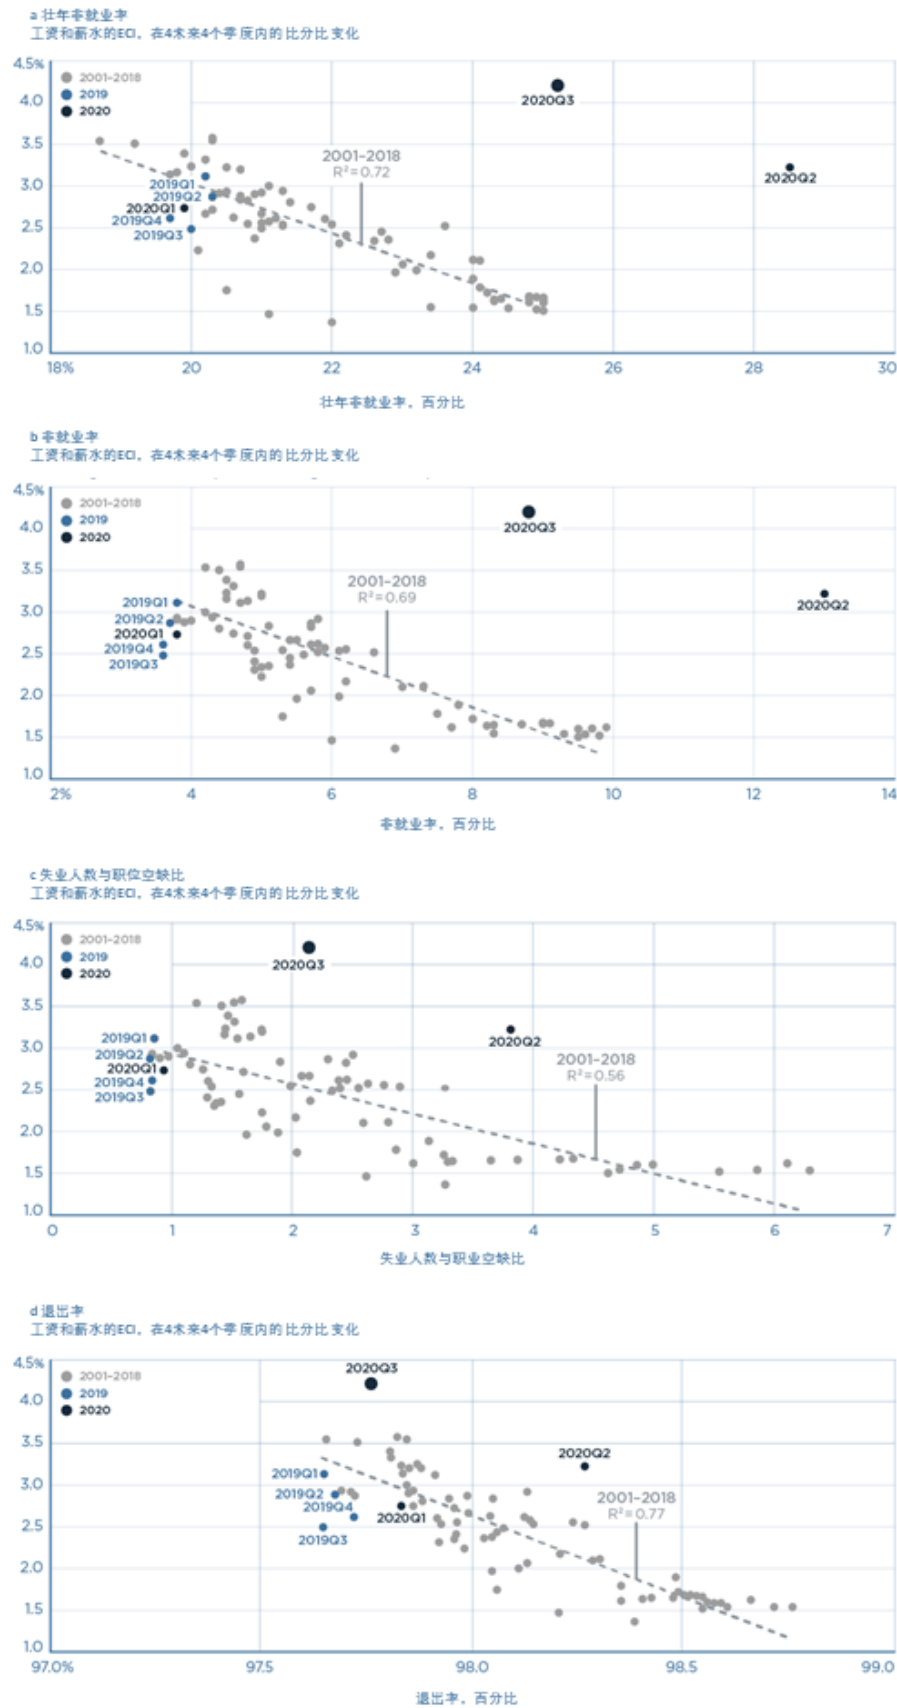 a 壮年非就业率
工资和薪水的ECI，在4未来4个季度内的比分比变化
4.5%
2001–2018
2019
2020
4.0
3.5
3.0
2.5
2.0
1.5
1.0
2020Q3
2020Q2
2001–2018
R²=0.72
2019Q1
2019Q2
2020Q1
2019Q4
2019Q3
18% 20 22 24 26 28 30
壮年非就业率，百分比
b 非就业率
工资和薪水的ECI，在4未来4个季度内的比分比变化
4.5%
2001–2018
2019
2020
4.0
3.5
3.0
2.5
2.0
1.5
1.0
2020Q3
2020Q2
2001–2018
R²=0.69
2019Q1
2019Q2
2020Q1
2019Q4
2019Q3
2% 4 6 8 10 12 14
非就业率，百分比
c 失业人数与职位空缺比
工资和薪水的ECI，在4未来4个季度内的比分比变化
4.5%
2001–2018
2019
2020
4.0
3.5
3.0
2.5
2.0
1.5
1.0
2020Q3
2020Q2
2001–2018
R²=0.56
2019Q1
2019Q2
2020Q1
2019Q4
2019Q3
0 1 2 3 4 5 6 7
失业人数与职业空缺比
d 退出率
工资和薪水的ECI，在4未来4个季度内的比分比变化
4.5%
2001–2018
2019
2020
4.0
3.5
3.0
2.5
2.0
1.5
1.0
2020Q3
2020Q2
2001–2018
R²=0.77
2019Q1
2019Q2
2019Q4
2020Q1
2019Q3
97.0% 97.5 98.0 98.5 99.0
退出率，百分比